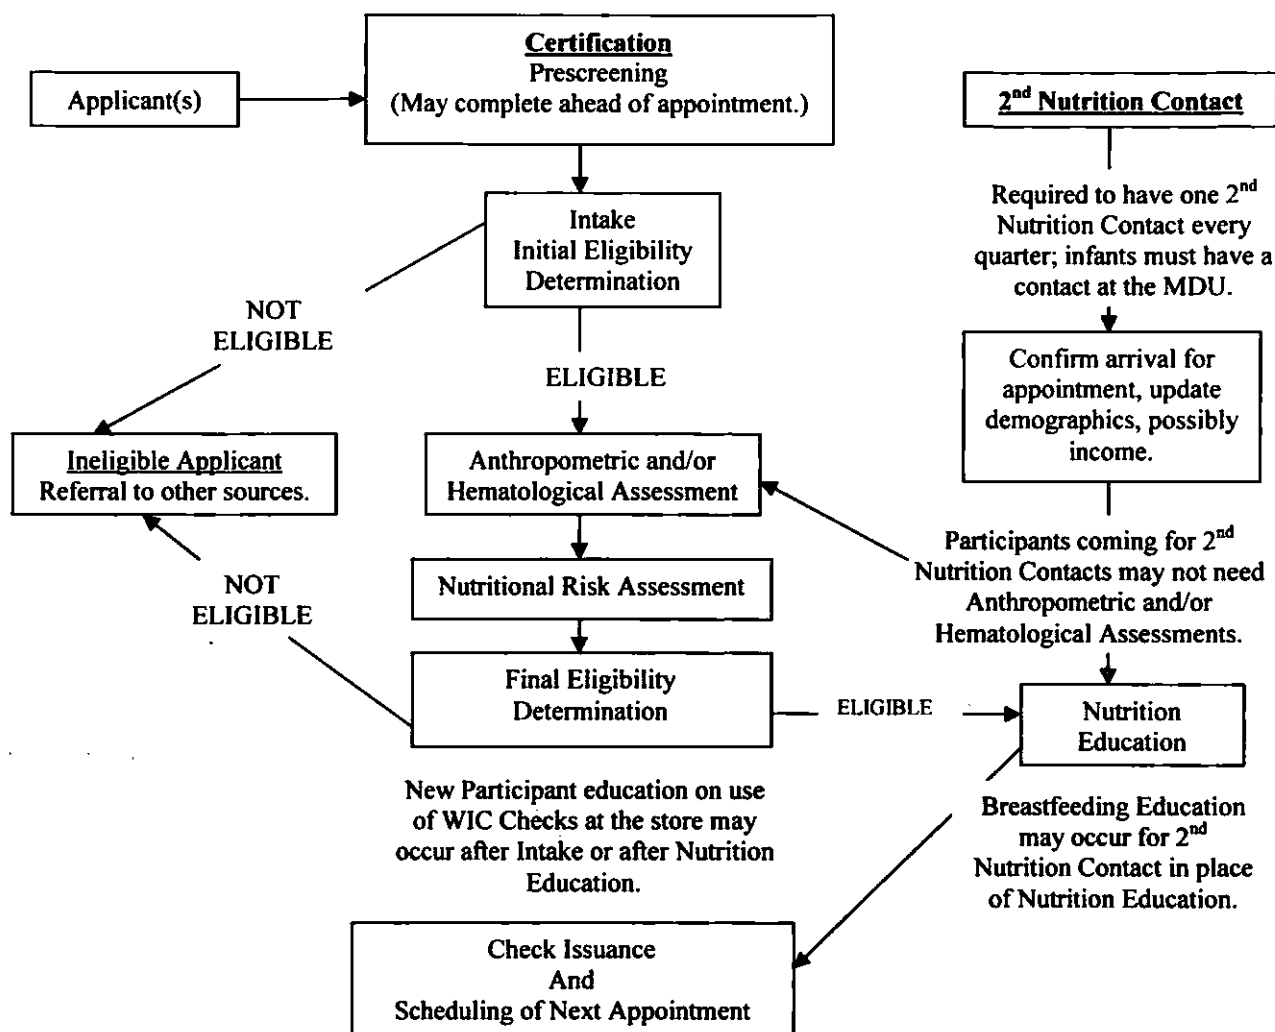 Applicant(s)
Certification
Prescreening
(May complete ahead of appointment.)
Intake
Initial Eligibility
Determination
NOT
ELIGIBLE
ELIGIBLE
Ineligible Applicant
Referral to other sources.
Anthropometric and/or
Hematological Assessment
Nutritional Risk Assessment
NOT
ELIGIBLE
Final Eligibility
Determination
ELIGIBLE
New Participant education on use
of WIC Checks at the store may
occur after Intake or after Nutrition
Education.
2nd Nutrition Contact
Required to have one 2nd
Nutrition Contact every
quarter; infants must have a
contact at the MDU.
Confirm arrival for
appointment, update
demographics, possibly
income.
Participants coming for 2nd
Nutrition Contacts may not need
Anthropometric and/or
Hematological Assessments.
Nutrition
Education
Breastfeeding Education
may occur for 2nd
Nutrition Contact in place
of Nutrition Education.
Check Issuance
And
Scheduling of Next Appointment